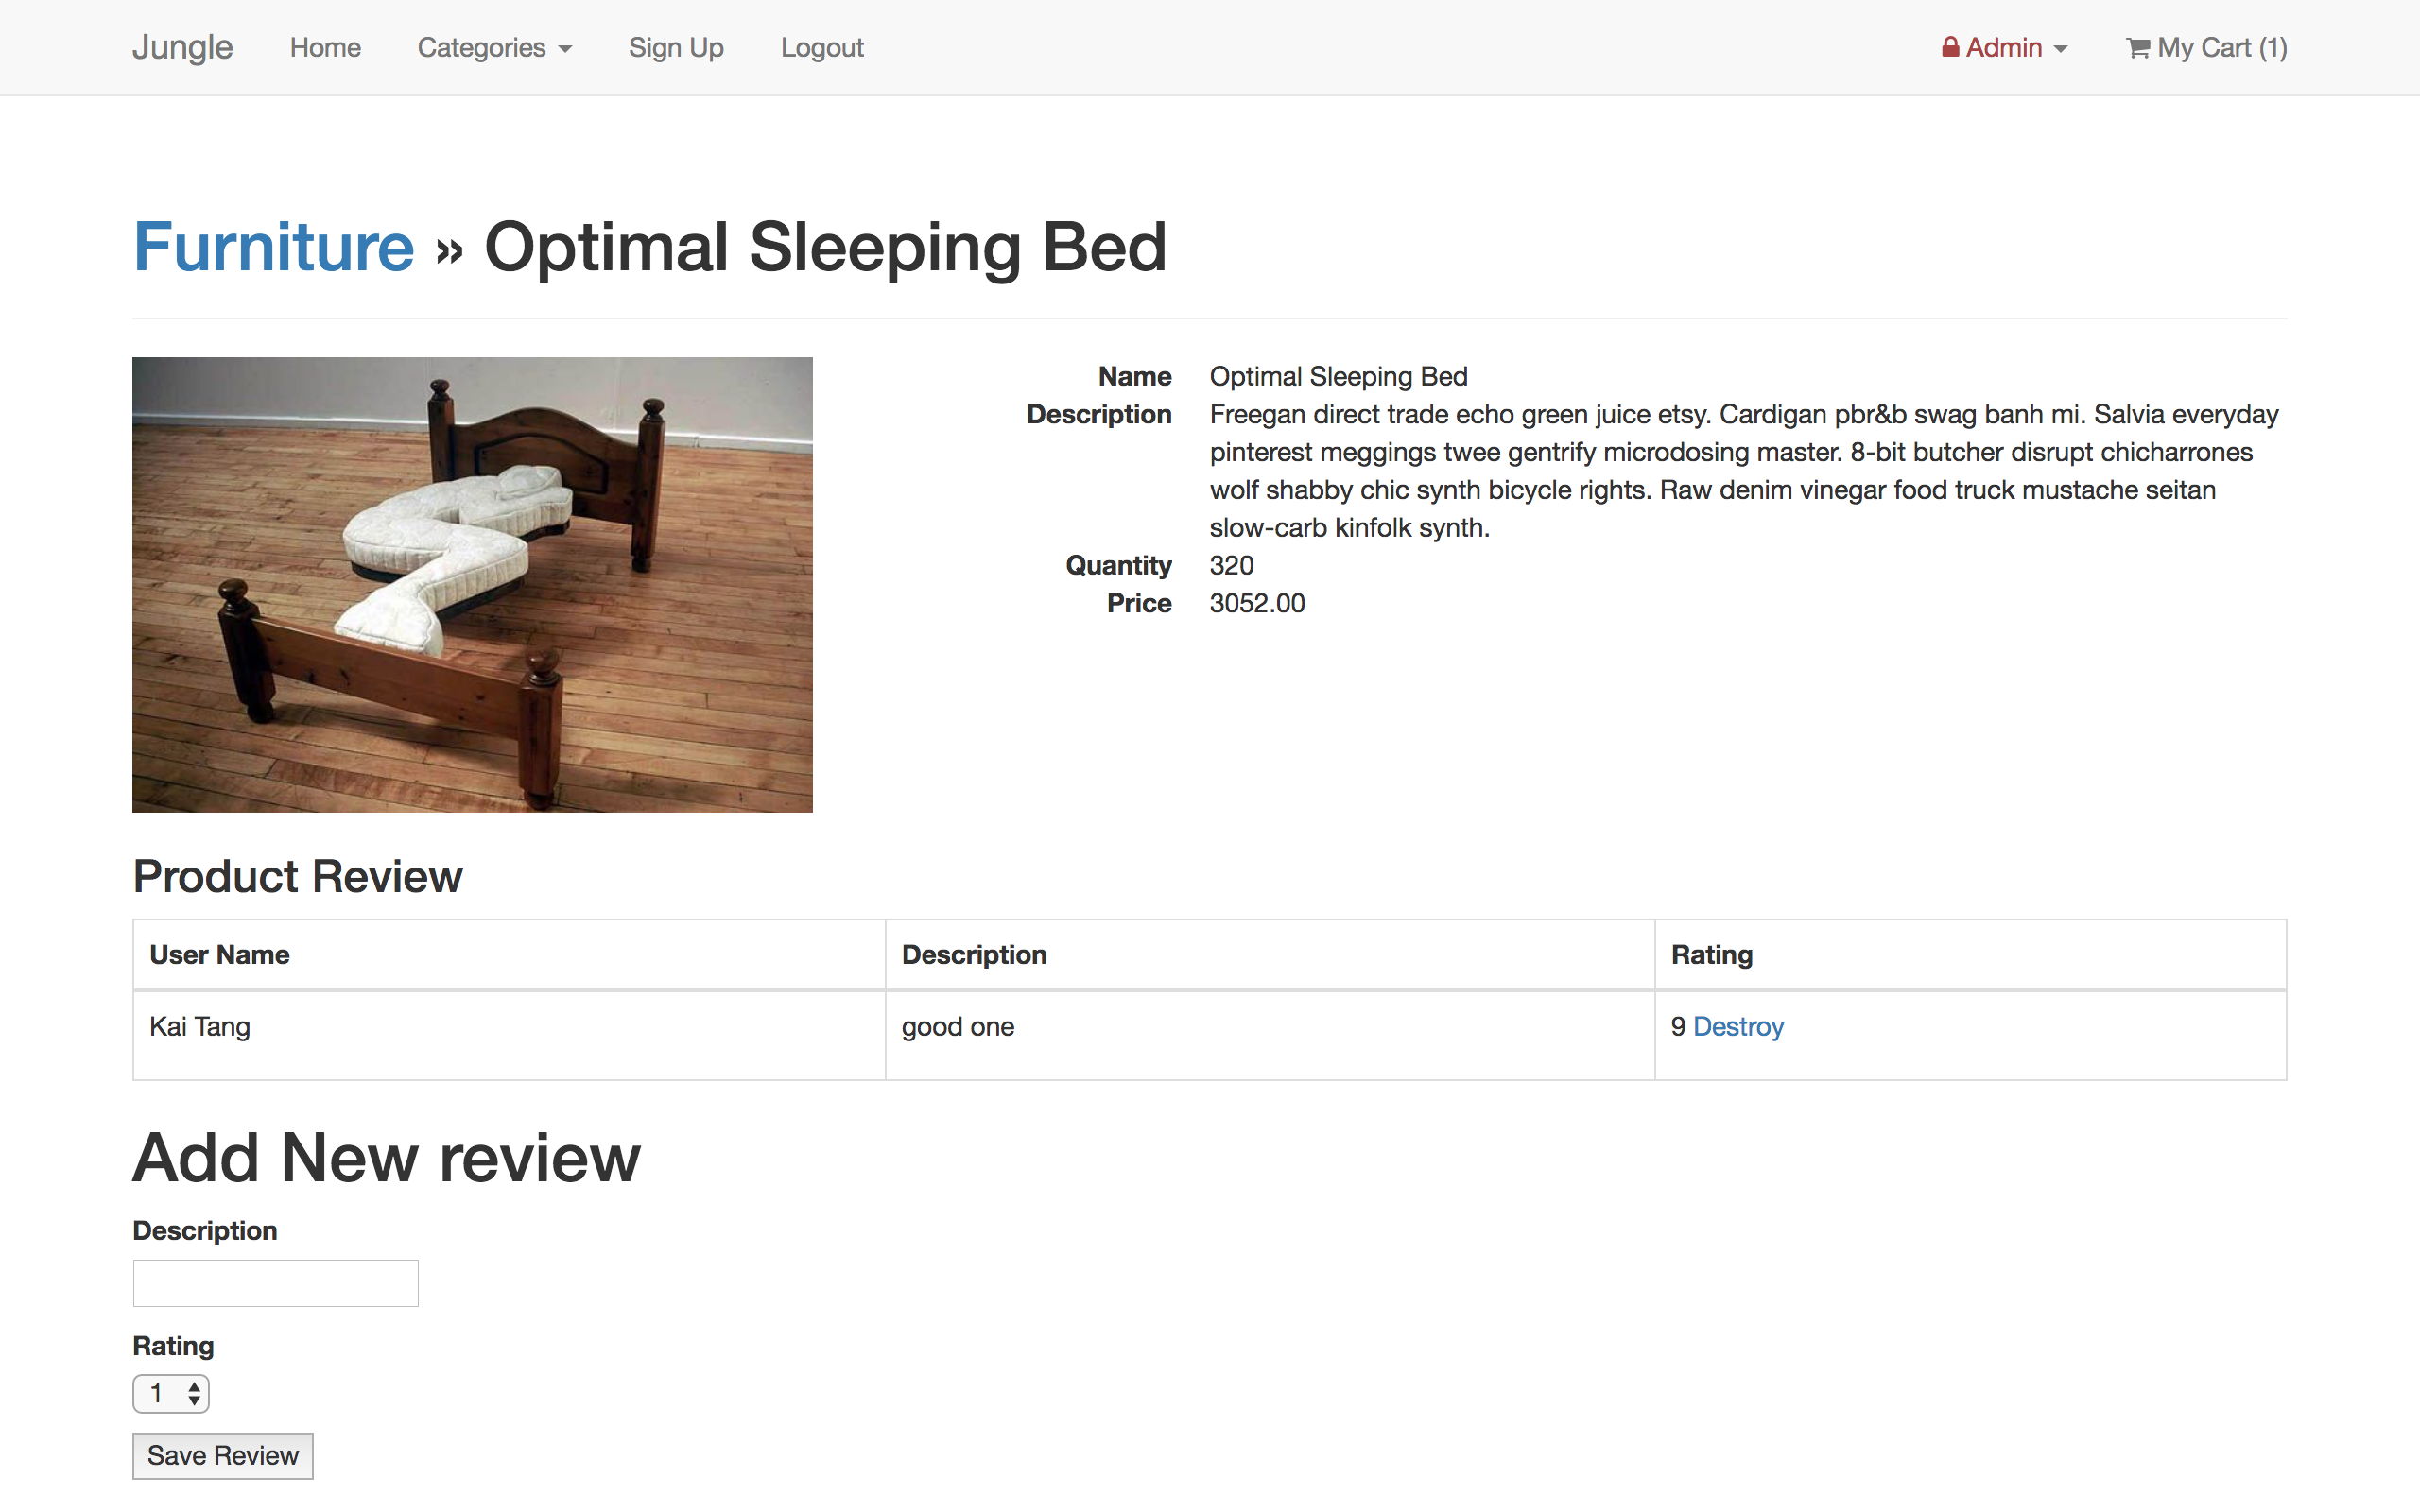 Jungle Home Categories Sign Up Logout Admin My Cart (1)
Furniture » Optimal Sleeping Bed
Name Optimal Sleeping Bed
Description Freegan direct trade echo green juice etsy. Cardigan pbr&b swag banh mi. Salvia everyday
pinterest meggings twee gentrify microdosing master. 8-bit butcher disrupt chicharrones
wolf shabby chic synth bicycle rights. Raw denim vinegar food truck mustache seitan
slow-carb kinfolk synth.
Quantity 320
Price 3052.00
Product Review
User Name Description Rating
Kai Tang good one 9 Destroy
Add New review
Description
Rating
1
Save Review